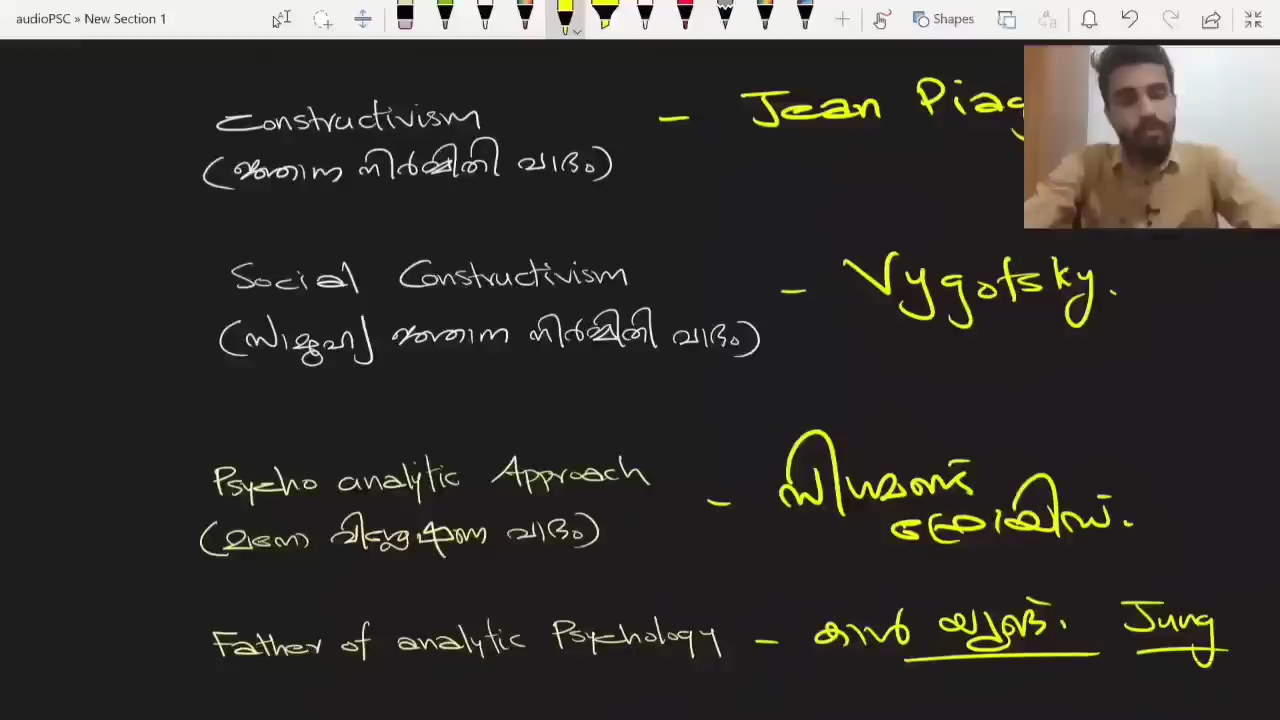 audioPSC » New Section 1
Shapes
Constructivism - Jean Piag
(ജ്ഞാന നിർമ്മിതി വാദം)
Social Constructivism - Vygotsky.
(സാമൂഹ്യ ജ്ഞാന നിർമ്മിതി വാദം)
Psycho analytic Approach - സിഗ്മണ്ട്
(മനോ വിശ്ലേഷണ വാദം) ഫ്രോയിഡ്.
Father of analytic Psychology - കാൾ യുങ്ങ്. Jung